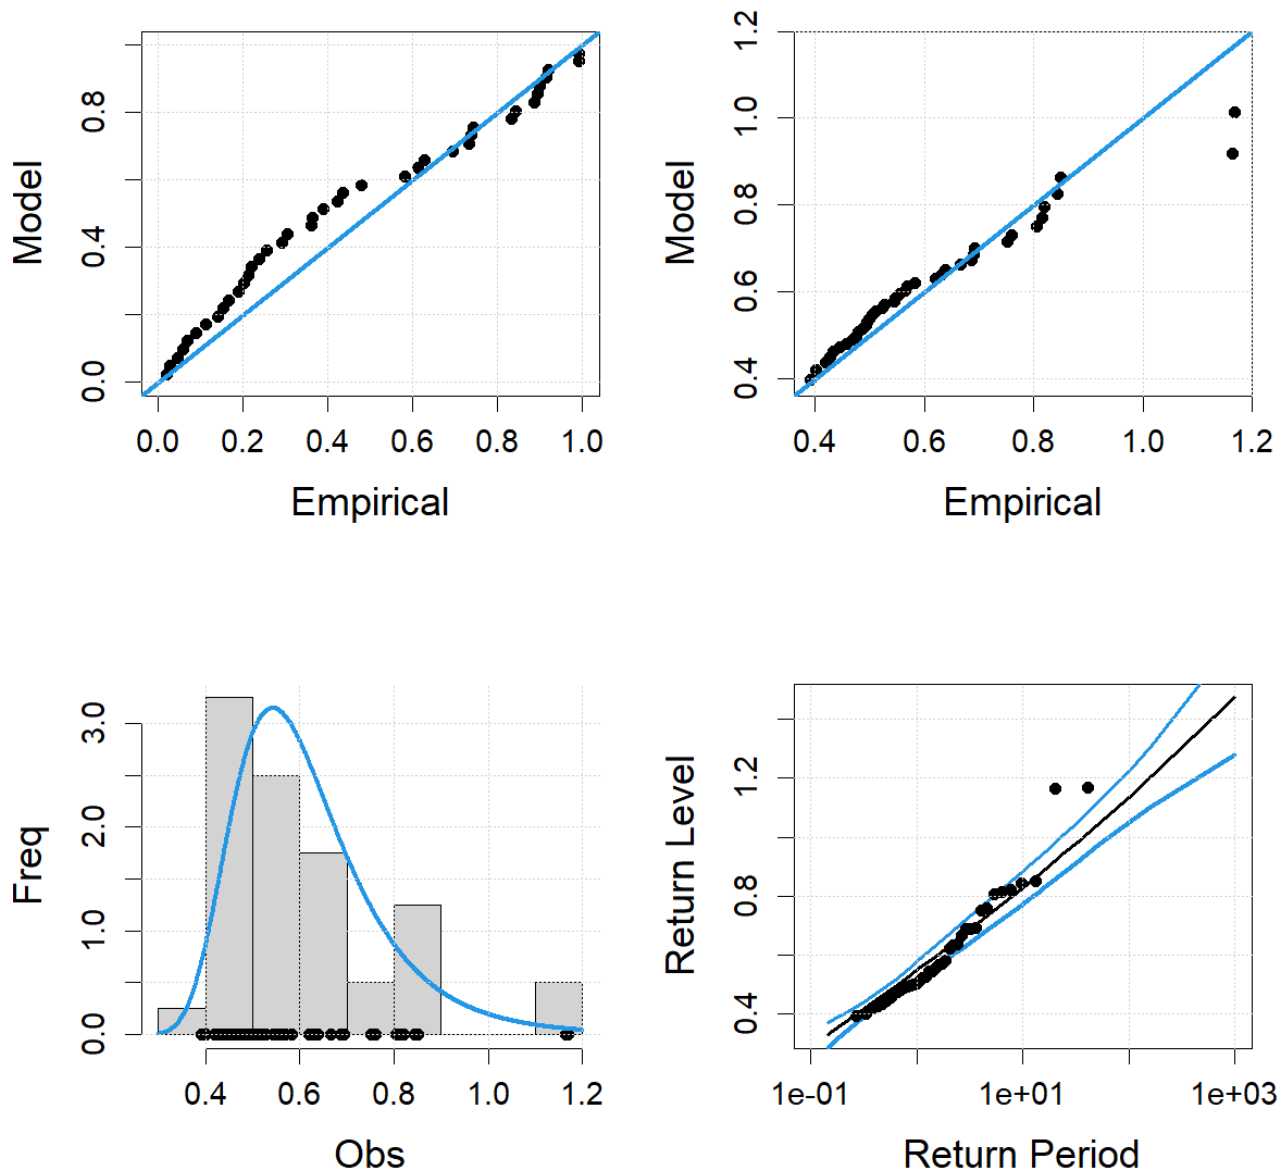 Model
0.0 0.4 0.8
0.0 0.2 0.4 0.6 0.8 1.0
Empirical
Model
0.4 0.6 0.8 1.0 1.2
0.4 0.6 0.8 1.0 1.2
Empirical
Freq
0.0 1.0 2.0 3.0
0.4 0.6 0.8 1.0 1.2
Obs
Return Level
0.4 0.8 1.2
1e-01 1e+01 1e+03
Return Period